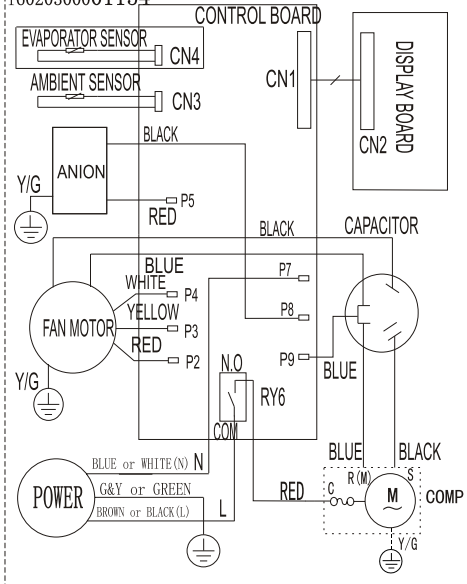 CONTROL BOARD
EVAPORATOR SENSOR
CN4
AMBIENT SENSOR
CN3
CN1
CN2
DISPLAY BOARD
BLACK
ANION
Y/G
RED
P5
BLACK
CAPACITOR
BLUE
WHITE
P4
YELLOW
P3
RED
P2
FAN MOTOR
Y/G
P7
P8
P9
BLUE
N.O
RY6
COM
BLUE or WHITE(N) N
G&Y or GREEN
BROWN or BLACK(L) L
POWER
RED
BLUE
BLACK
R(M)
S
C
M
COMP
Y/G